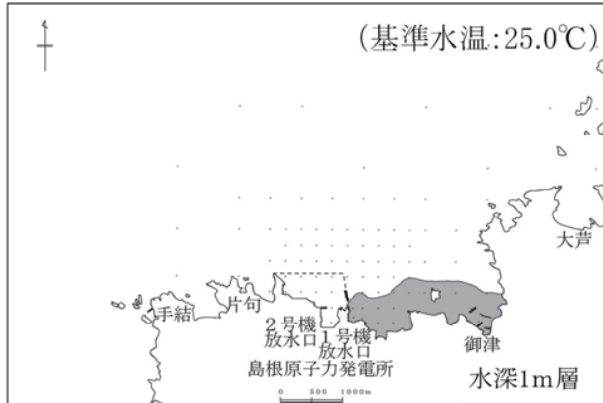 (基準水温:25.0℃)
大芦
手結
片句
2号機
放水口
1号機
放水口
御津
島根原子力発電所
水深1m層
0 500 1000m